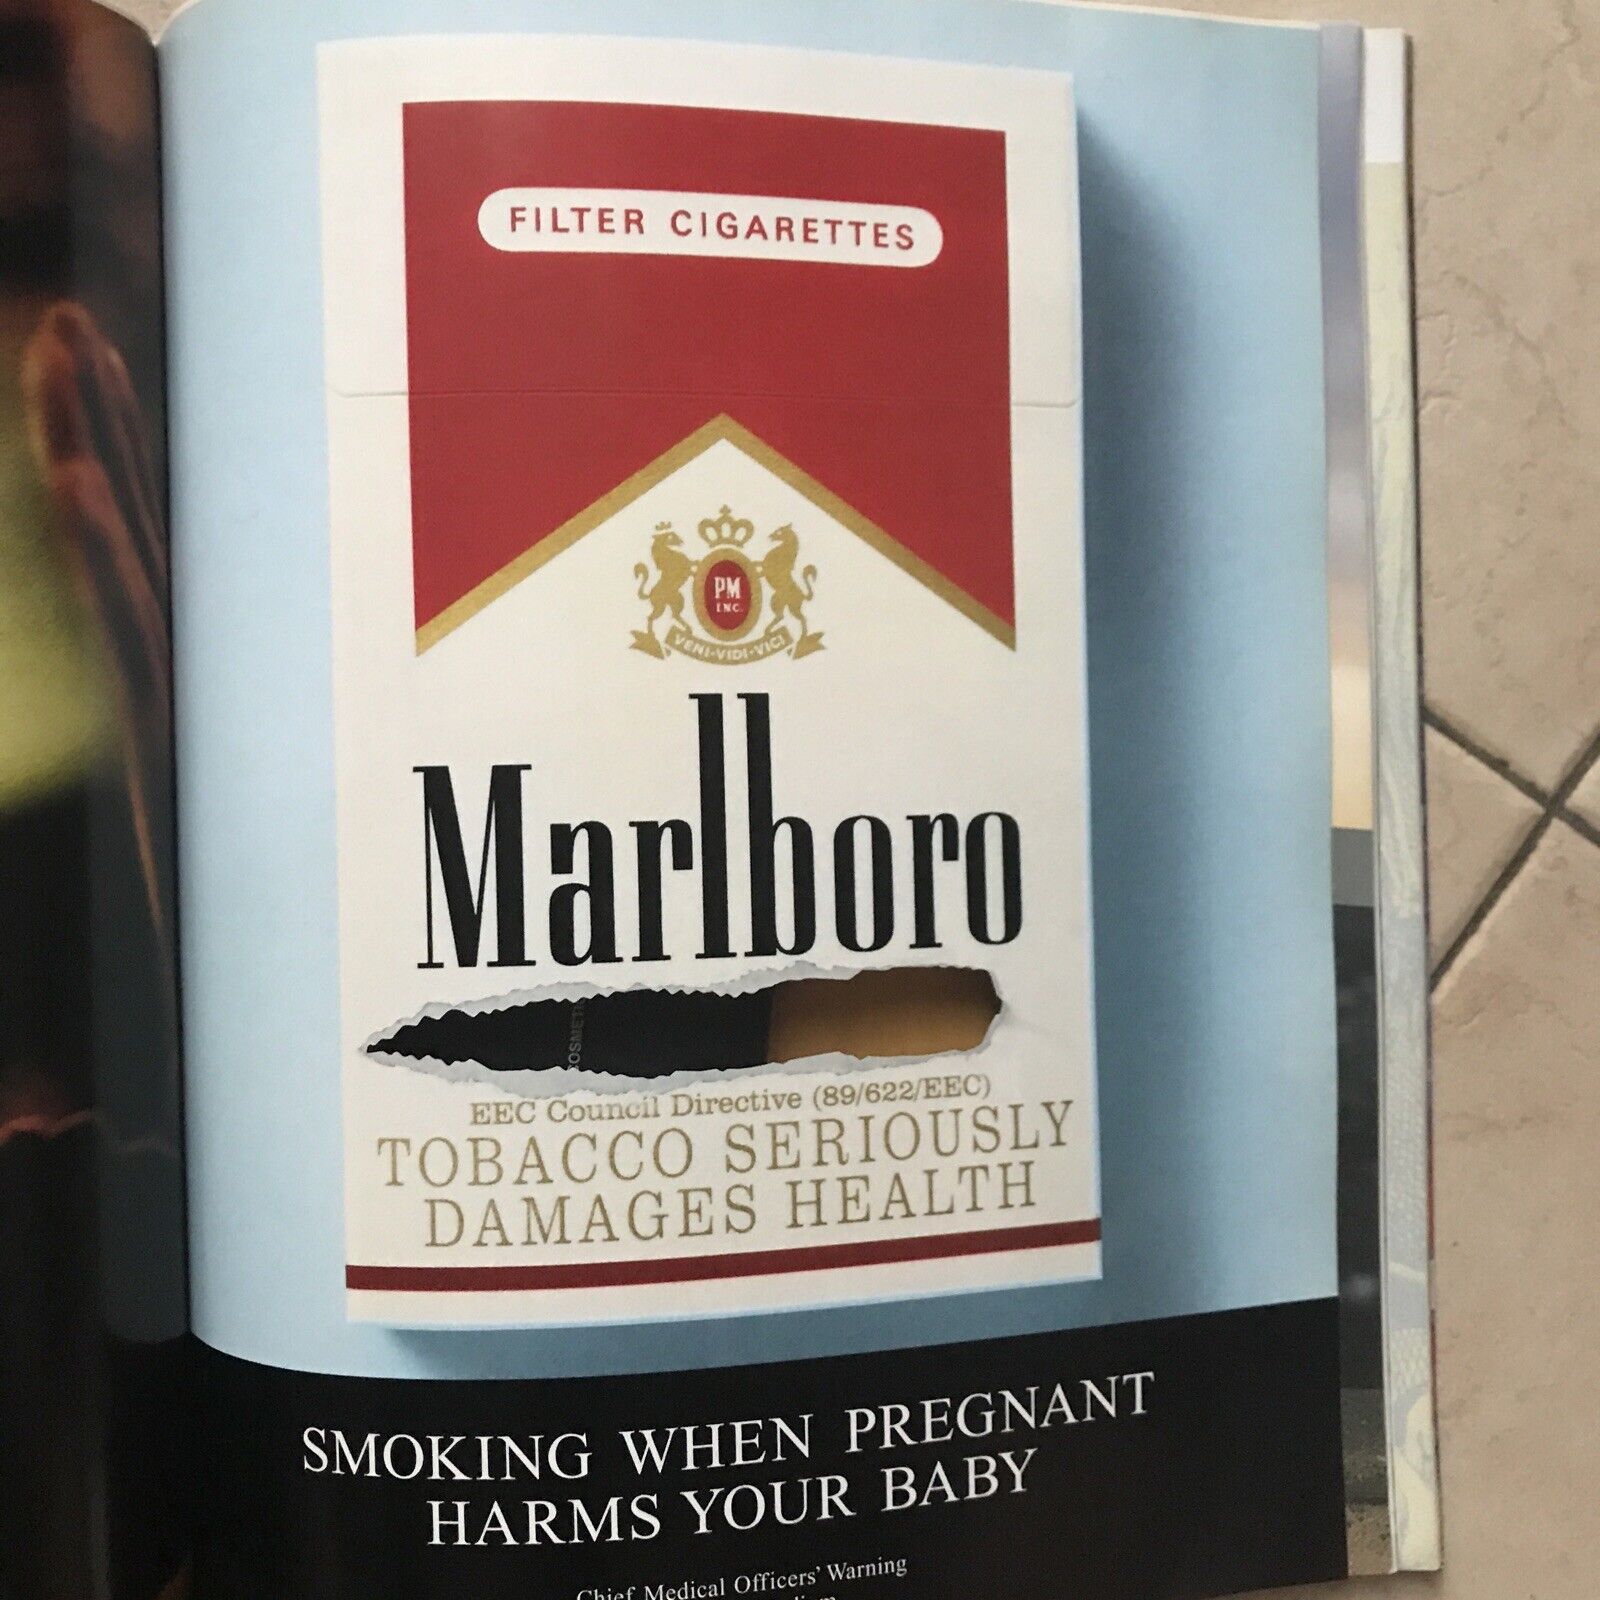 FILTER CIGARETTES
PM
INC.
VENI·VIDI·VICI
Marlboro
EEC Council Directive (89/622/EEC)
TOBACCO SERIOUSLY
DAMAGES HEALTH
SMOKING WHEN PREGNANT
HARMS YOUR BABY
Chief Medical Officers' Warning